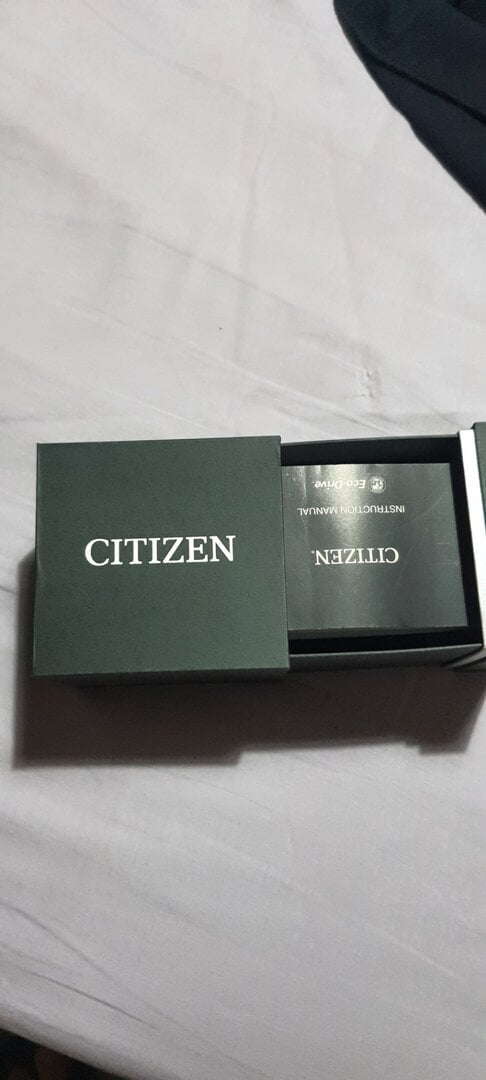 CITIZEN
CITIZEN®
INSTRUCTION MANUAL
Eco-Drive